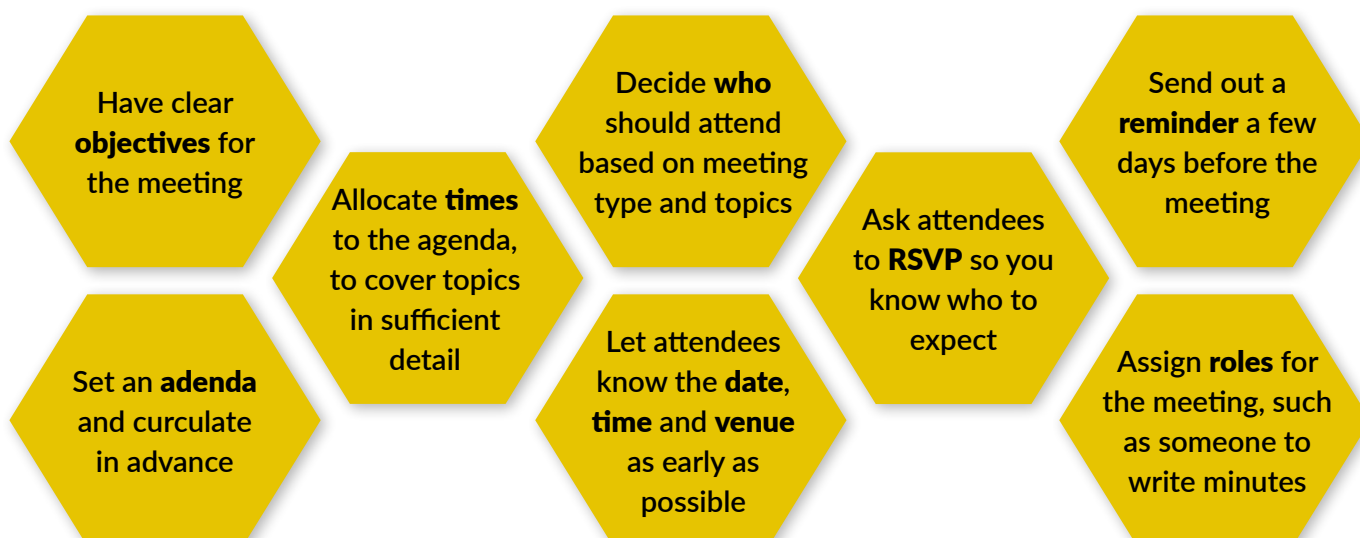 Have clear
objectives for
the meeting
Set an adenda
and curculate
in advance
Allocate times
to the agenda,
to cover topics
in sufficient
detail
Decide who
should attend
based on meeting
type and topics
Let attendees
know the date,
time and venue
as early as
possible
Ask attendees
to RSVP so you
know who to
expect
Send out a
reminder a few
days before the
meeting
Assign roles for
the meeting, such
as someone to
write minutes